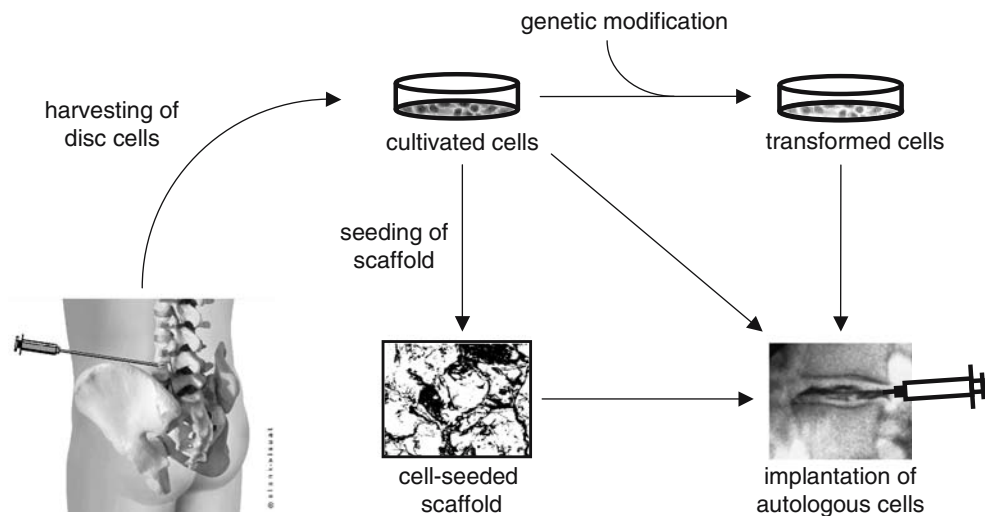 genetic modification
harvesting of
disc cells
cultivated cells
transformed cells
seeding of
scaffold
cell-seeded
scaffold
implantation of
autologous cells